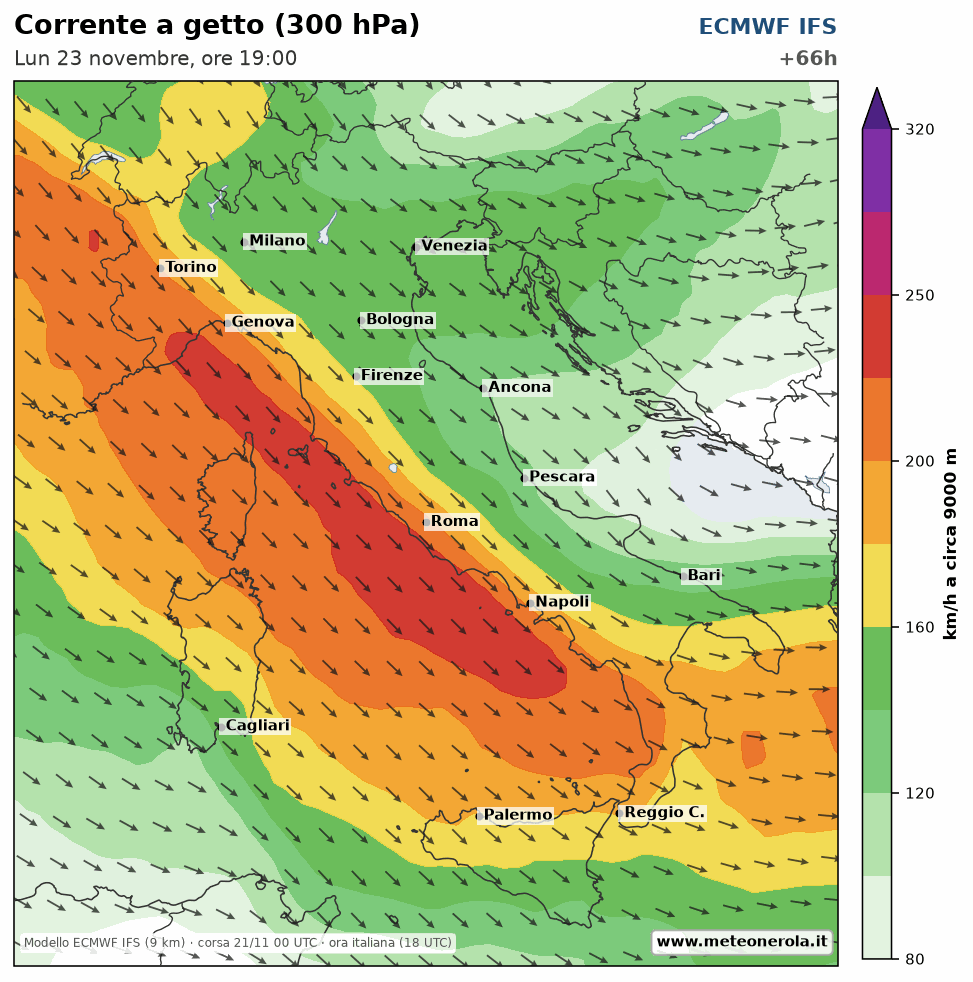 Corrente a getto (300 hPa)
ECMWF IFS
Lun 23 novembre, ore 19:00
+66h
320
Milano
Venezia
Torino
250
Genova
Bologna
Firenze
Ancona
200
Pescara
Roma
km/h a circa 9000 m
Bari
Napoli
160
Cagliari
120
Palermo
Reggio C.
Modello ECMWF IFS (9 km) · corsa 21/11 00 UTC · ora italiana (18 UTC)
www.meteonerola.it
80